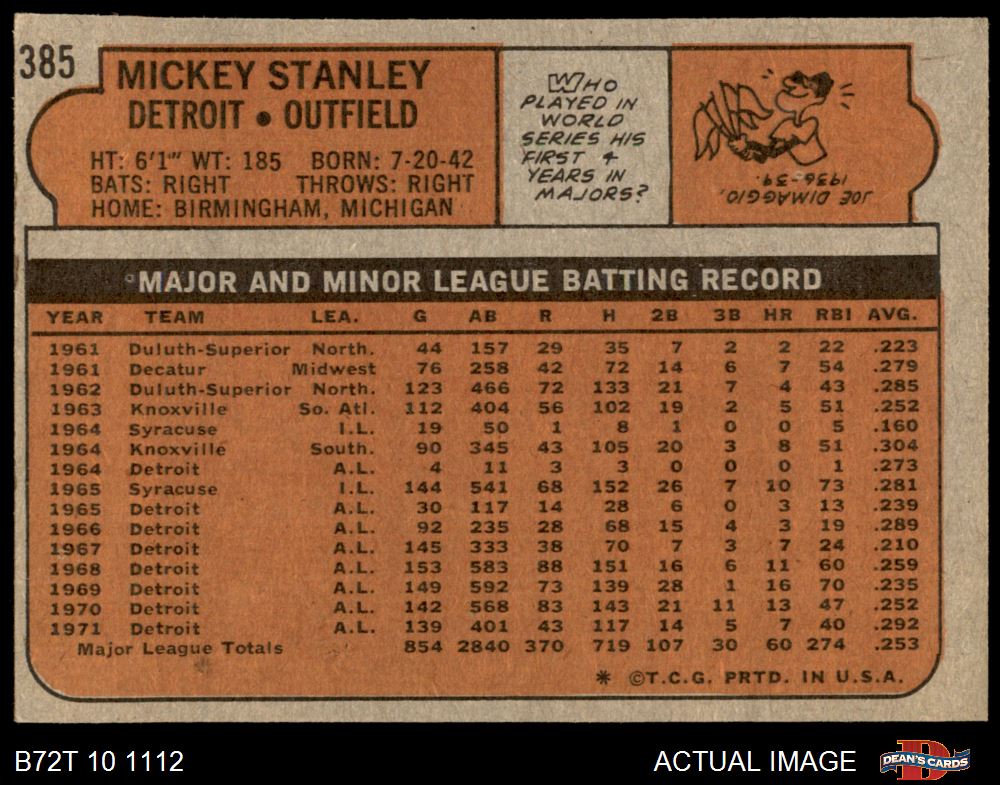 385
MICKEY STANLEY
DETROIT • OUTFIELD
HT: 6'1" WT: 185 BORN: 7-20-42
BATS: RIGHT THROWS: RIGHT
HOME: BIRMINGHAM, MICHIGAN
WHO
PLAYED IN
WORLD
SERIES HIS
FIRST 4
YEARS IN
MAJORS?
JOE DIMAGGIO,
1936-39.
MAJOR AND MINOR LEAGUE BATTING RECORD
YEAR TEAM LEA. G AB R H 2B 3B HR RBI AVG.
1961 Duluth-Superior North. 44 157 29 35 7 2 2 22 .223
1961 Decatur Midwest 76 258 42 72 14 6 7 54 .279
1962 Duluth-Superior North. 123 466 72 133 21 7 4 43 .285
1963 Knoxville So. Atl. 112 404 56 102 19 2 5 51 .252
1964 Syracuse I.L. 19 50 1 8 1 0 0 5 .160
1964 Knoxville South. 90 345 43 105 20 3 8 51 .304
1964 Detroit A.L. 4 11 3 3 0 0 0 1 .273
1965 Syracuse I.L. 144 541 68 152 26 7 10 73 .281
1965 Detroit A.L. 30 117 14 28 6 0 3 13 .239
1966 Detroit A.L. 92 235 28 68 15 4 3 19 .289
1967 Detroit A.L. 145 333 38 70 7 3 7 24 .210
1968 Detroit A.L. 153 583 88 151 16 6 11 60 .259
1969 Detroit A.L. 149 592 73 139 28 1 16 70 .235
1970 Detroit A.L. 142 568 83 143 21 11 13 47 .252
1971 Detroit A.L. 139 401 43 117 14 5 7 40 .292
Major League Totals 854 2840 370 719 107 30 60 274 .253
* ©T.C.G. PRTD. IN U.S.A.
B72T 10 1112
ACTUAL IMAGE
D
DEAN'S CARDS